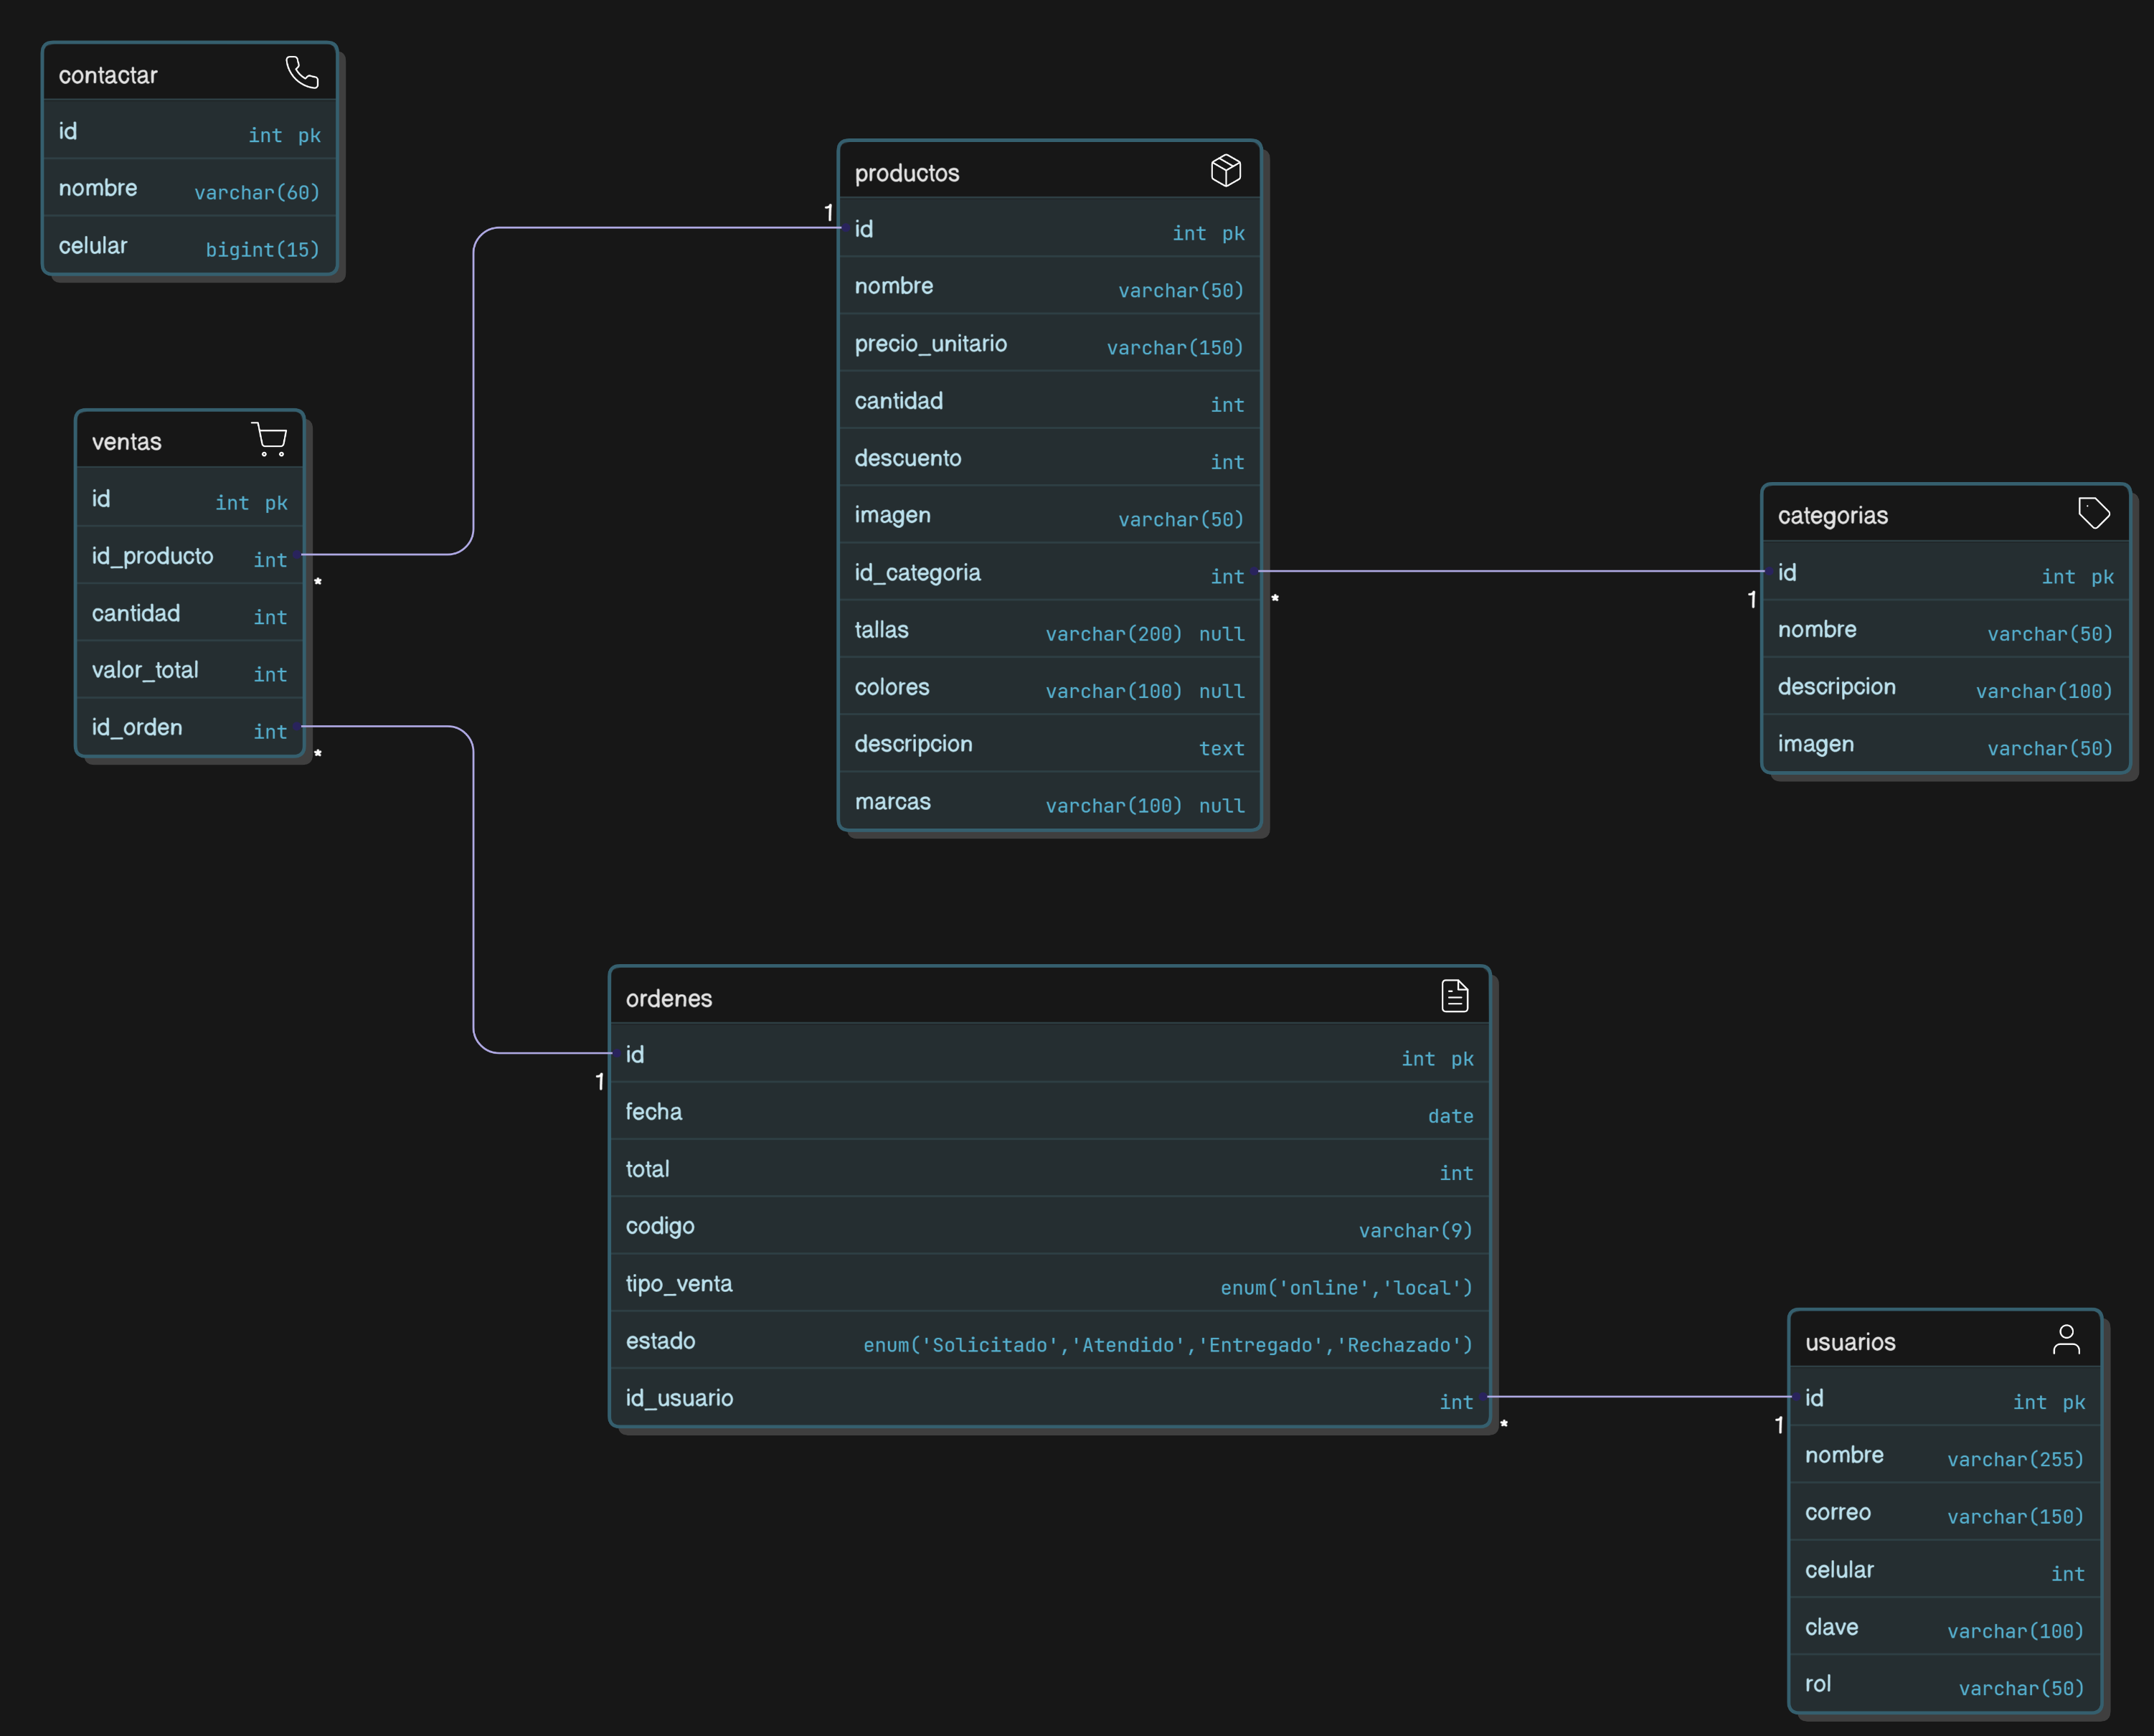 contactar
id int pk
nombre varchar(60)
celular bigint(15)
ventas
id int pk
id_producto int
*
cantidad int
valor_total int
id_orden int
*
productos
1
id int pk
nombre varchar(50)
precio_unitario varchar(150)
cantidad int
descuento int
imagen varchar(50)
id_categoria int
*
tallas varchar(200) null
colores varchar(100) null
descripcion text
marcas varchar(100) null
categorias
id int pk
1
nombre varchar(50)
descripcion varchar(100)
imagen varchar(50)
ordenes
id int pk
1
fecha date
total int
codigo varchar(9)
tipo_venta enum('online','local')
estado enum('Solicitado','Atendido','Entregado','Rechazado')
id_usuario int
*
usuarios
id int pk
1
nombre varchar(255)
correo varchar(150)
celular int
clave varchar(100)
rol varchar(50)